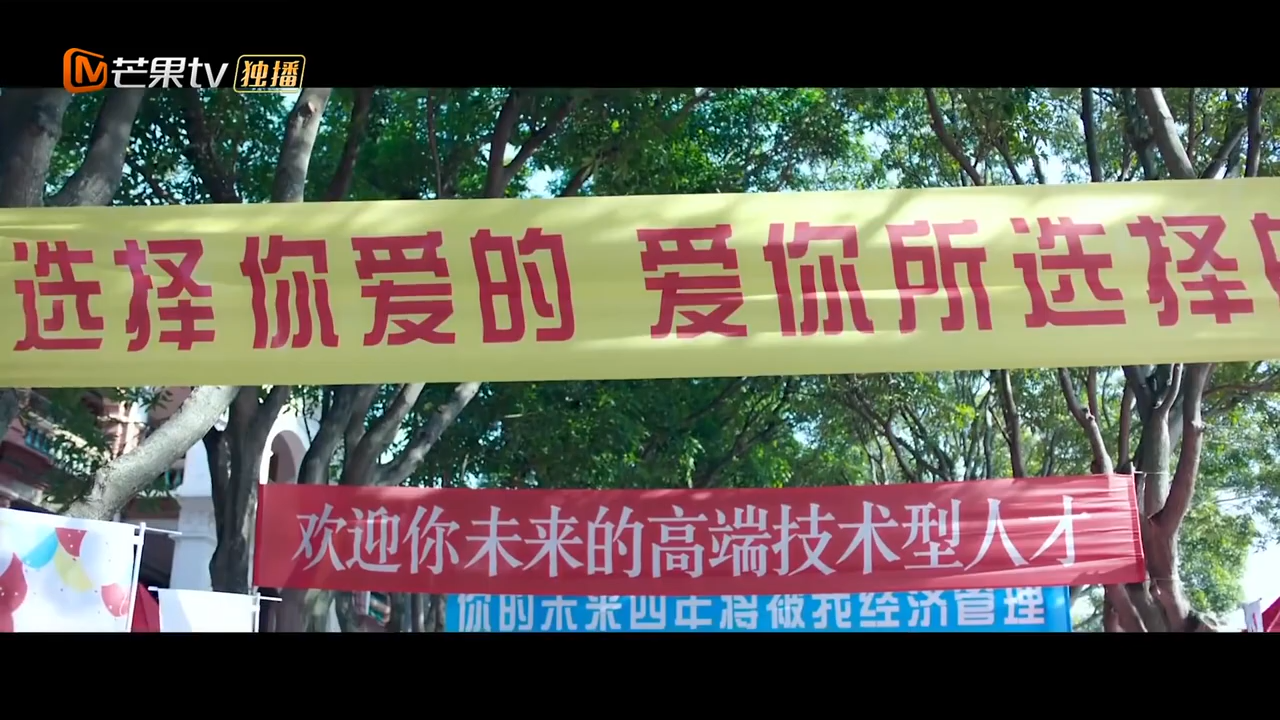 芒果tv 独播
选择你爱的 爱你所选择
欢迎你未来的高端技术型人才
你的未来四年将被我经济管理